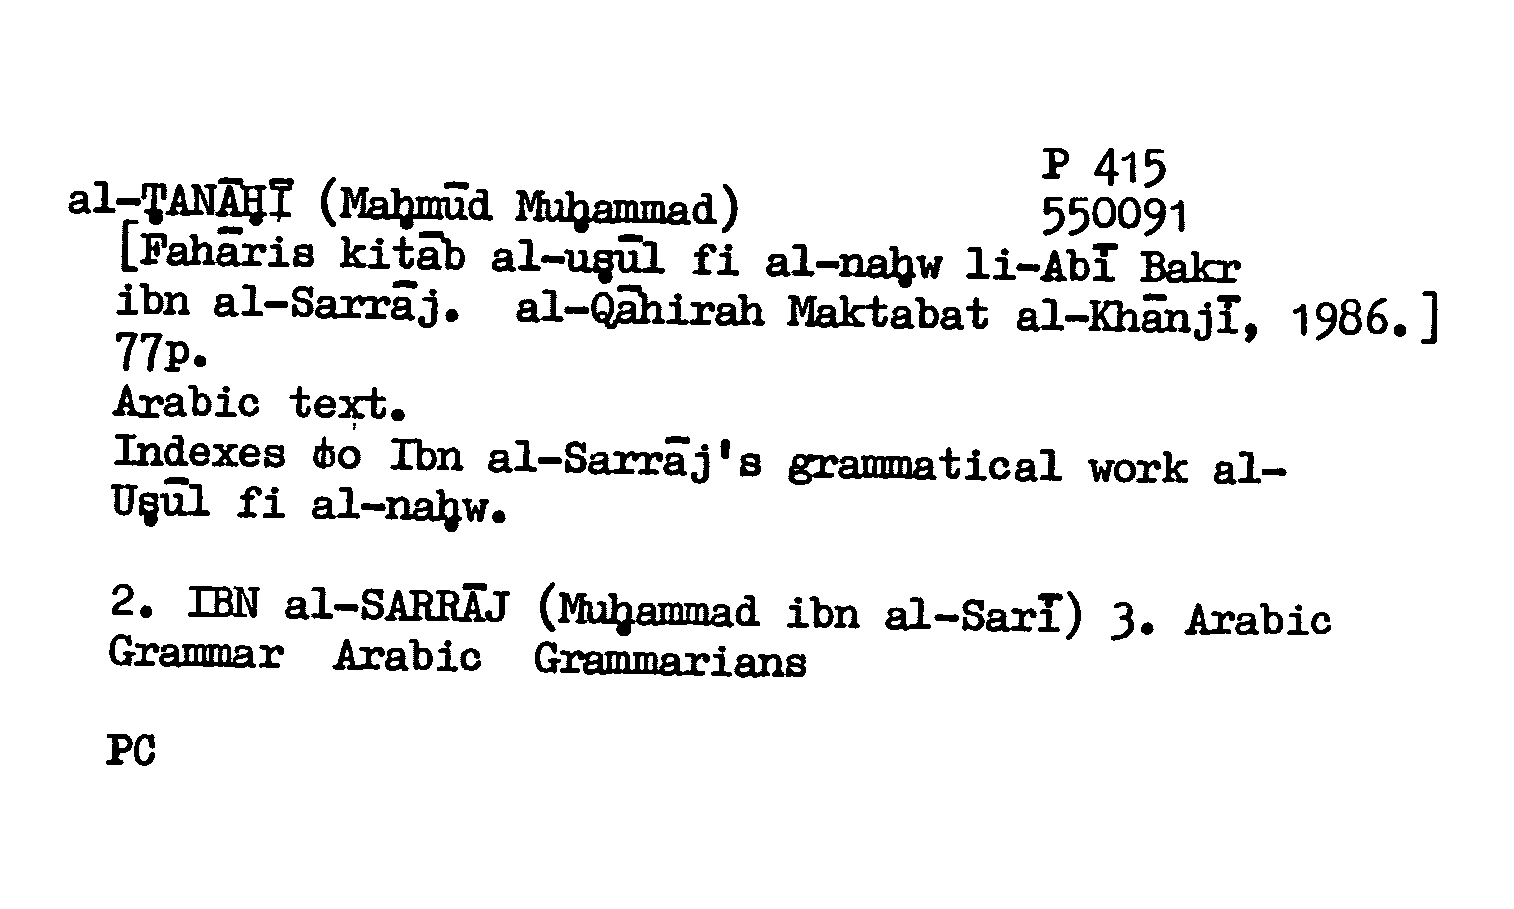 P 415
al-ṬANĀḤĪ (Maḥmūd Muḥammad)
550091
[Fahāris kitāb al-uṣūl fi al-naḥw li-Abī Bakr
ibn al-Sarrāj. al-Qāhirah Maktabat al-Khānjī, 1986.]
77p.
Arabic text.
Indexes to Ibn al-Sarrāj's grammatical work al-
Uṣūl fi al-naḥw.
2. IBN al-SARRĀJ (Muḥammad ibn al-Sarī) 3. Arabic
Grammar Arabic Grammarians
PC